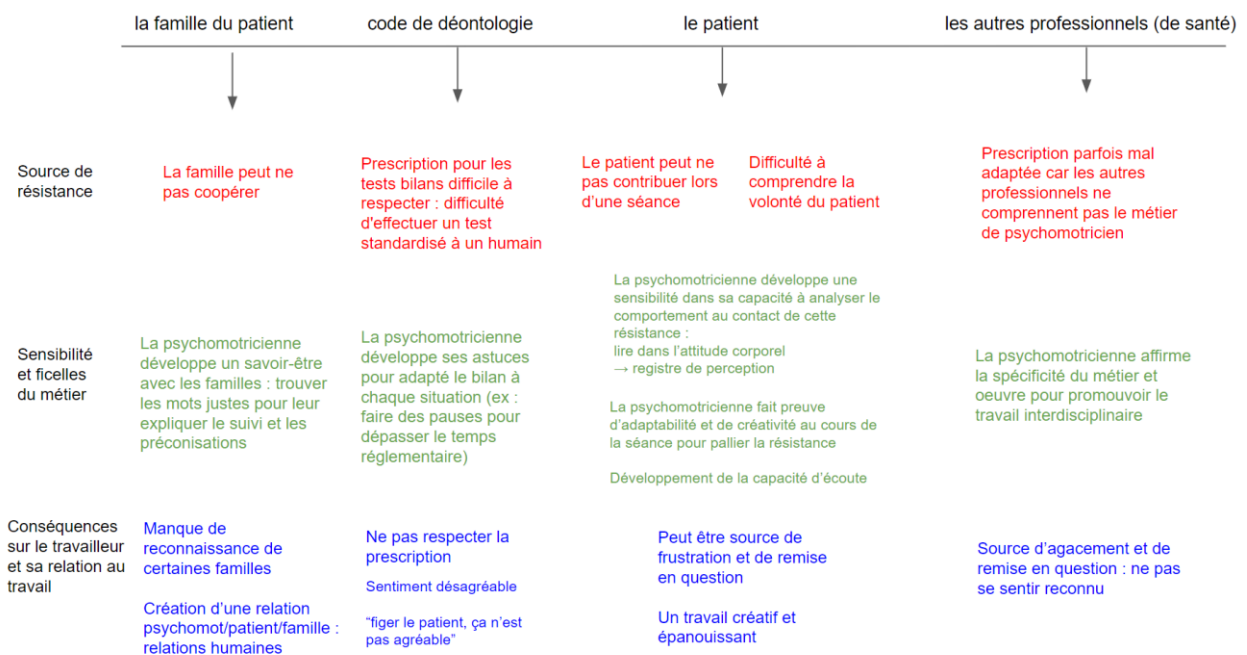 la famille du patient
code de déontologie
le patient
les autres professionnels (de santé)
Source de
résistance
La famille peut ne
pas coopérer
Prescription pour les
tests bilans difficile à
respecter : difficulté
d'effectuer un test
standardisé à un humain
Le patient peut ne
pas contribuer lors
d'une séance
Difficulté à
comprendre la
volonté du patient
Prescription parfois mal
adaptée car les autres
professionnels ne
comprennent pas le métier
de psychomotricien
Sensibilité
et ficelles
du métier
La psychomotricienne
développe un savoir-être
avec les familles : trouver
les mots justes pour leur
expliquer le suivi et les
préconisations
La psychomotricienne
développe ses astuces
pour adapté le bilan à
chaque situation (ex :
faire des pauses pour
dépasser le temps
réglementaire)
La psychomotricienne développe une
sensibilité dans sa capacité à analyser le
comportement au contact de cette
résistance :
lire dans l'attitude corporel
→ registre de perception
La psychomotricienne fait preuve
d'adaptabilité et de créativité au cours de
la séance pour pallier la résistance
Développement de la capacité d'écoute
La psychomotricienne affirme
la spécificité du métier et
oeuvre pour promouvoir le
travail interdisciplinaire
Conséquences
sur le travailleur
et sa relation au
travail
Manque de
reconnaissance de
certaines familles
Création d'une relation
psychomot/patient/famille :
relations humaines
Ne pas respecter la
prescription
Sentiment désagréable
"figer le patient, ça n'est
pas agréable"
Peut être source de
frustration et de remise
en question
Un travail créatif et
épanouissant
Source d'agacement et de
remise en question : ne pas
se sentir reconnu